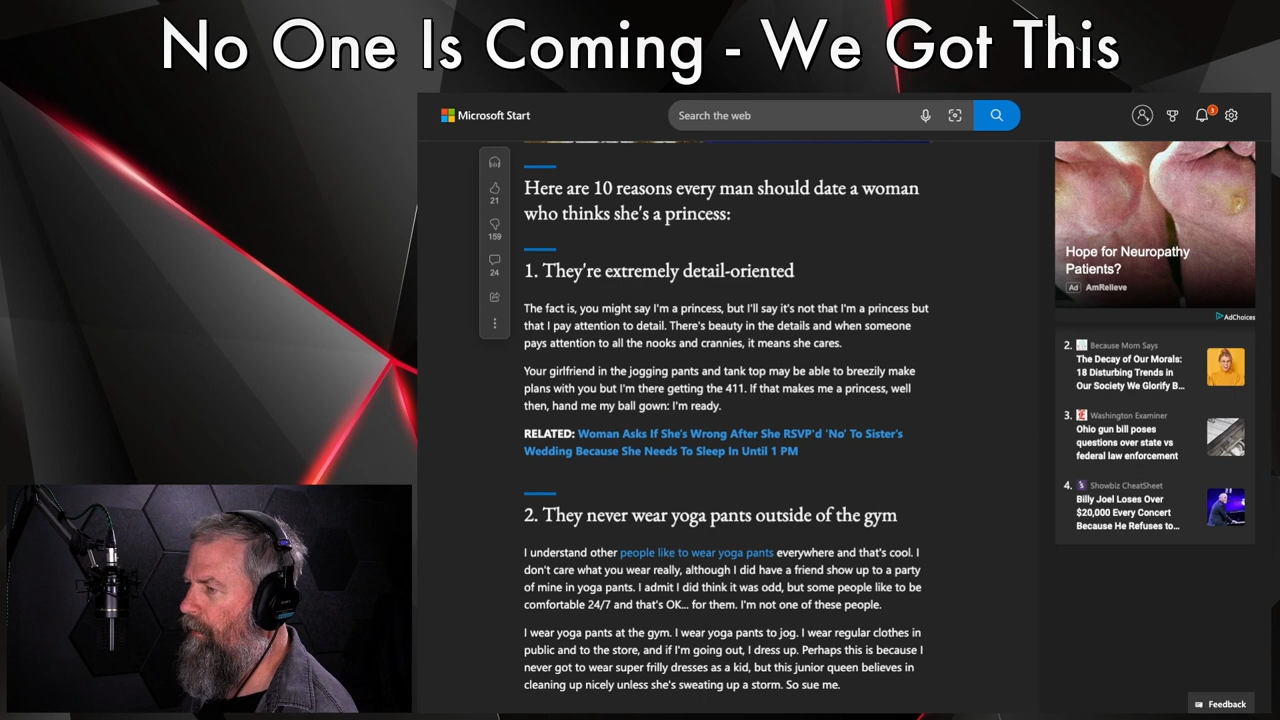 No One Is Coming - We Got This
Microsoft Start
Search the web
3
21
159
24
Here are 10 reasons every man should date a woman
who thinks she's a princess:
1. They're extremely detail-oriented
The fact is, you might say I'm a princess, but I'll say it's not that I'm a princess but
that I pay attention to detail. There's beauty in the details and when someone
pays attention to all the nooks and crannies, it means she cares.
Your girlfriend in the jogging pants and tank top may be able to breezily make
plans with you but I'm there getting the 411. If that makes me a princess, well
then, hand me my ball gown: I'm ready.
RELATED: Woman Asks If She's Wrong After She RSVP'd 'No' To Sister's
Wedding Because She Needs To Sleep In Until 1 PM
2. They never wear yoga pants outside of the gym
I understand other people like to wear yoga pants everywhere and that's cool. I
don't care what you wear really, although I did have a friend show up to a party
of mine in yoga pants. I admit I did think it was odd, but some people like to be
comfortable 24/7 and that's OK... for them. I'm not one of these people.
I wear yoga pants at the gym. I wear yoga pants to jog. I wear regular clothes in
public and to the store, and if I'm going out, I dress up. Perhaps this is because I
never got to wear super frilly dresses as a kid, but this junior queen believes in
cleaning up nicely unless she's sweating up a storm. So sue me.
Hope for Neuropathy
Patients?
Ad AmRelieve
AdChoices
2. Because Mom Says
The Decay of Our Morals:
18 Disturbing Trends in
Our Society We Glorify B...
3. Washington Examiner
Ohio gun bill poses
questions over state vs
federal law enforcement
4. Showbiz CheatSheet
Billy Joel Loses Over
$20,000 Every Concert
Because He Refuses to...
Feedback